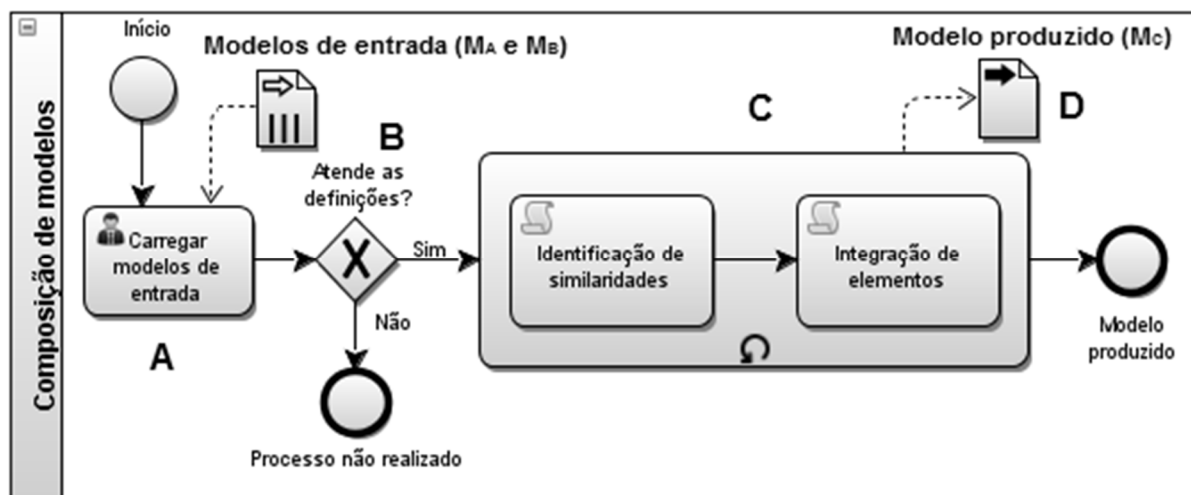 Composição de modelos
Início
Modelos de entrada (MA e MB)
Modelo produzido (Mc)
C
D
B
Atende as
definições?
Carregar
modelos de
entrada
X
Sim
Identificação de
similaridades
Integração de
elementos
Não
A
Modelo
produzido
Processo não realizado